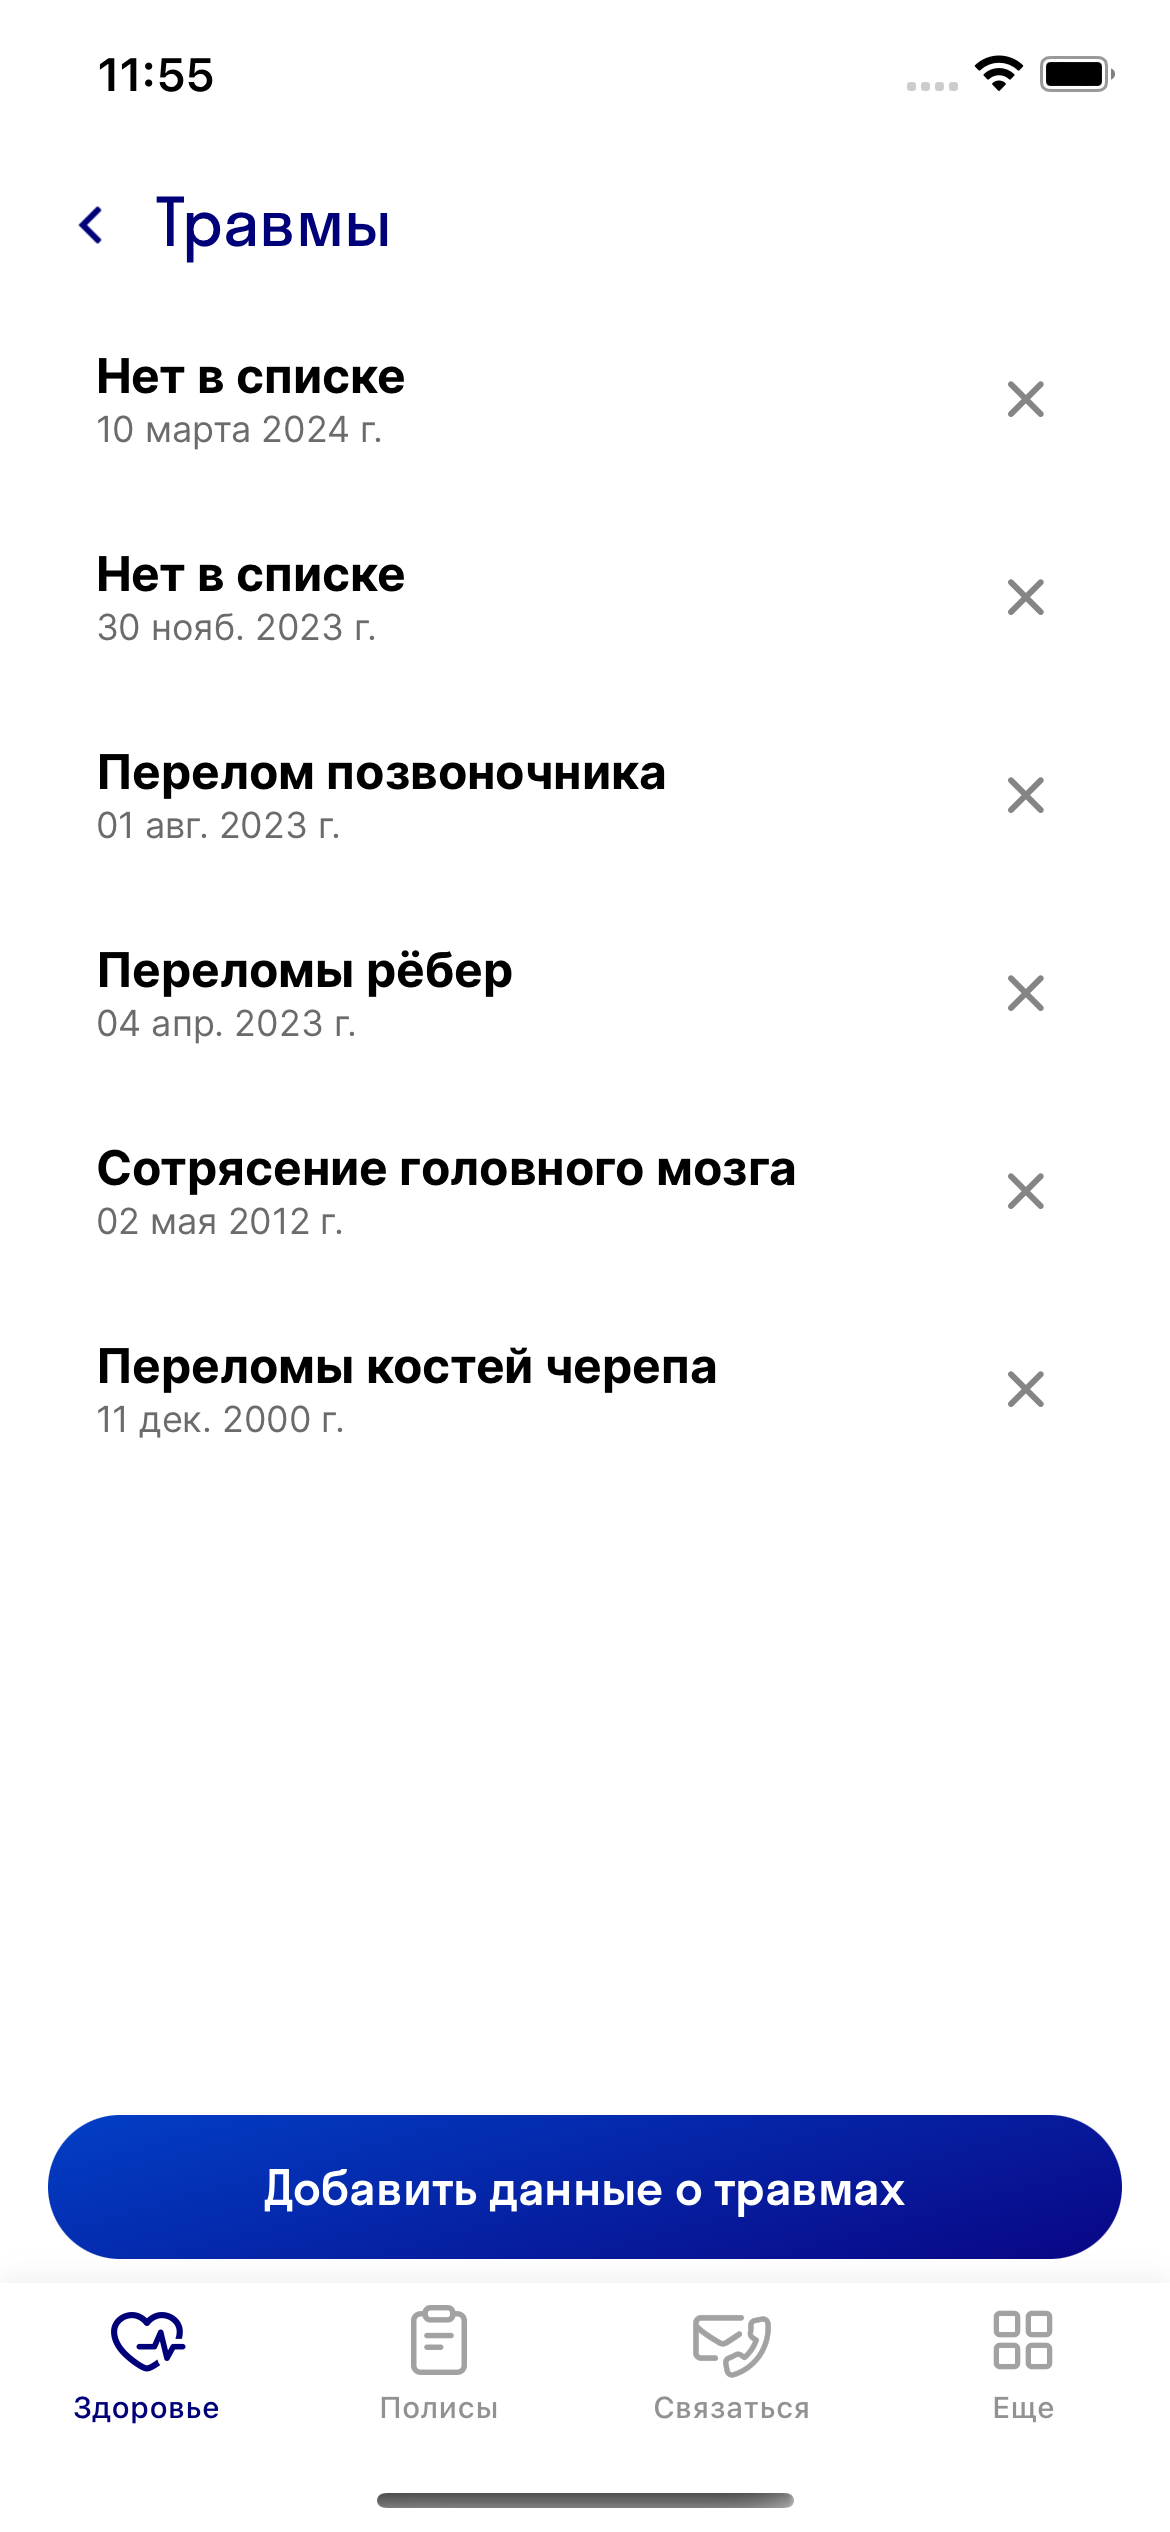 11:55
Травмы
Нет в списке
10 марта 2024 г.
Нет в списке
30 нояб. 2023 г.
Перелом позвоночника
01 авг. 2023 г.
Переломы рёбер
04 апр. 2023 г.
Сотрясение головного мозга
02 мая 2012 г.
Переломы костей черепа
11 дек. 2000 г.
Добавить данные о травмах
Здоровье
Полисы
Связаться
Еще